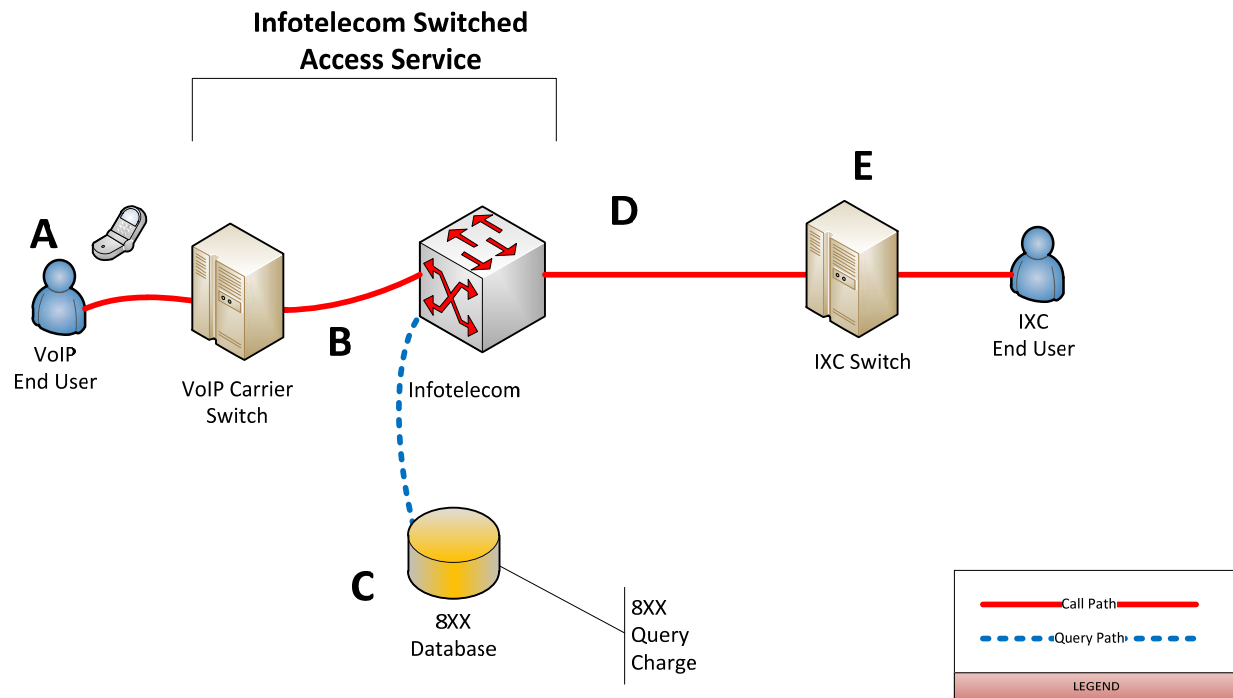 Infotelecom Switched
Access Service
E
D
A
B
VoIP
End User
VoIP Carrier
Switch
Infotelecom
IXC Switch
IXC
End User
C
8XX
Database
8XX
Query
Charge
Call Path
Query Path
LEGEND